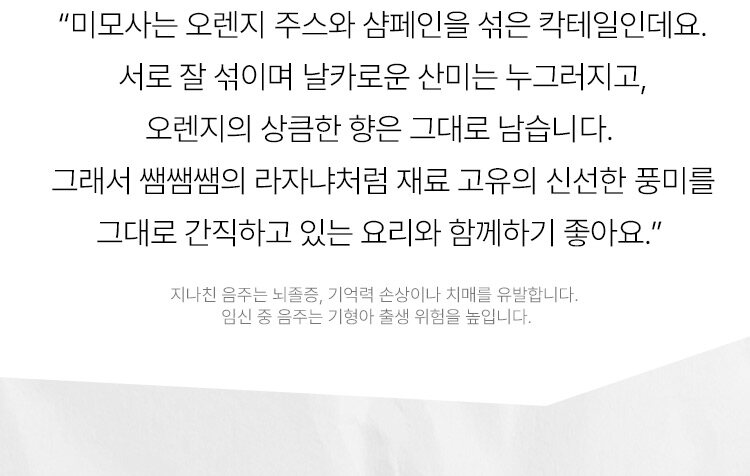 “미모사는 오렌지 주스와 샴페인을 섞은 칵테일인데요.
서로 잘 섞이며 날카로운 산미는 누그러지고,
오렌지의 상큼한 향은 그대로 남습니다.
그래서 쌤쌤쌤의 라자냐처럼 재료 고유의 신선한 풍미를
그대로 간직하고 있는 요리와 함께하기 좋아요.”
지나친 음주는 뇌졸증, 기억력 손상이나 치매를 유발합니다.
임신 중 음주는 기형아 출생 위험을 높입니다.